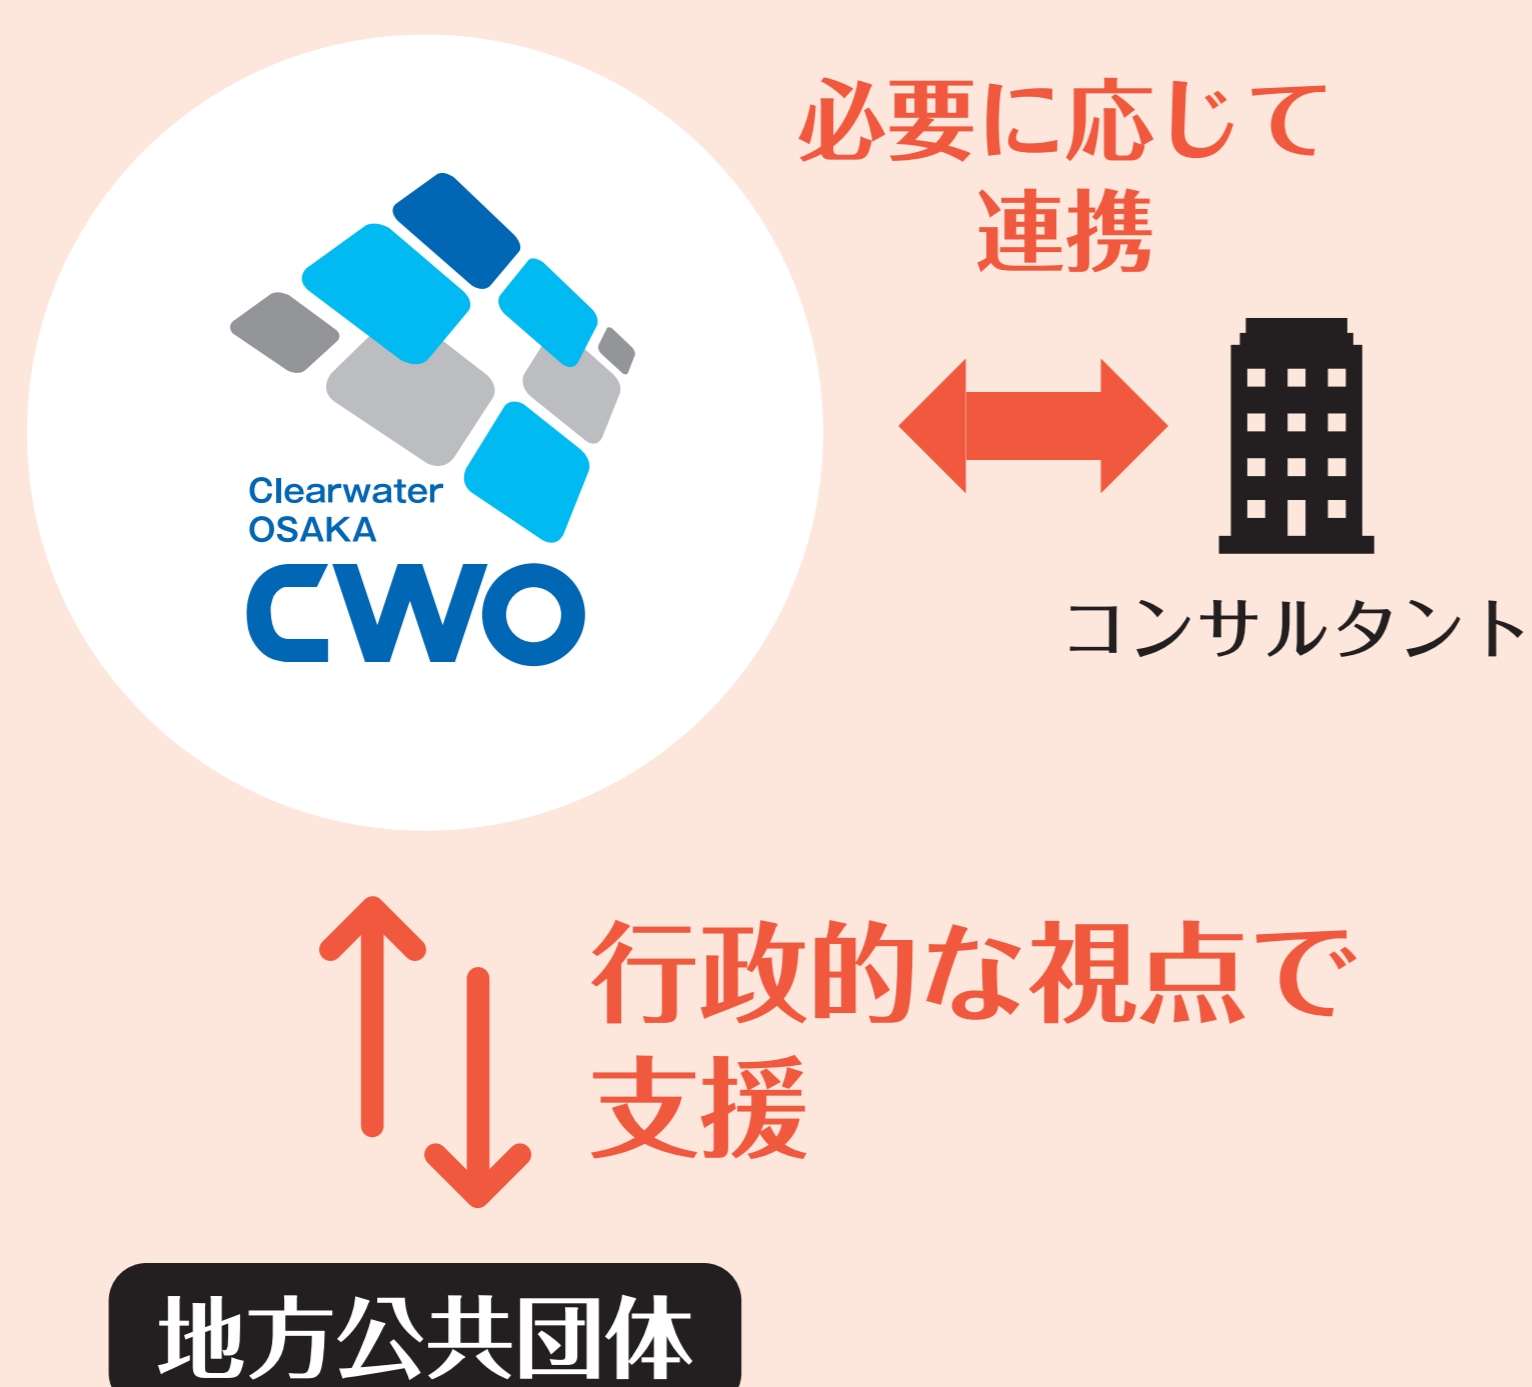 必要に応じて
連携
Clearwater
OSAKA
CWO
コンサルタント
行政的な視点で
支援
地方公共団体